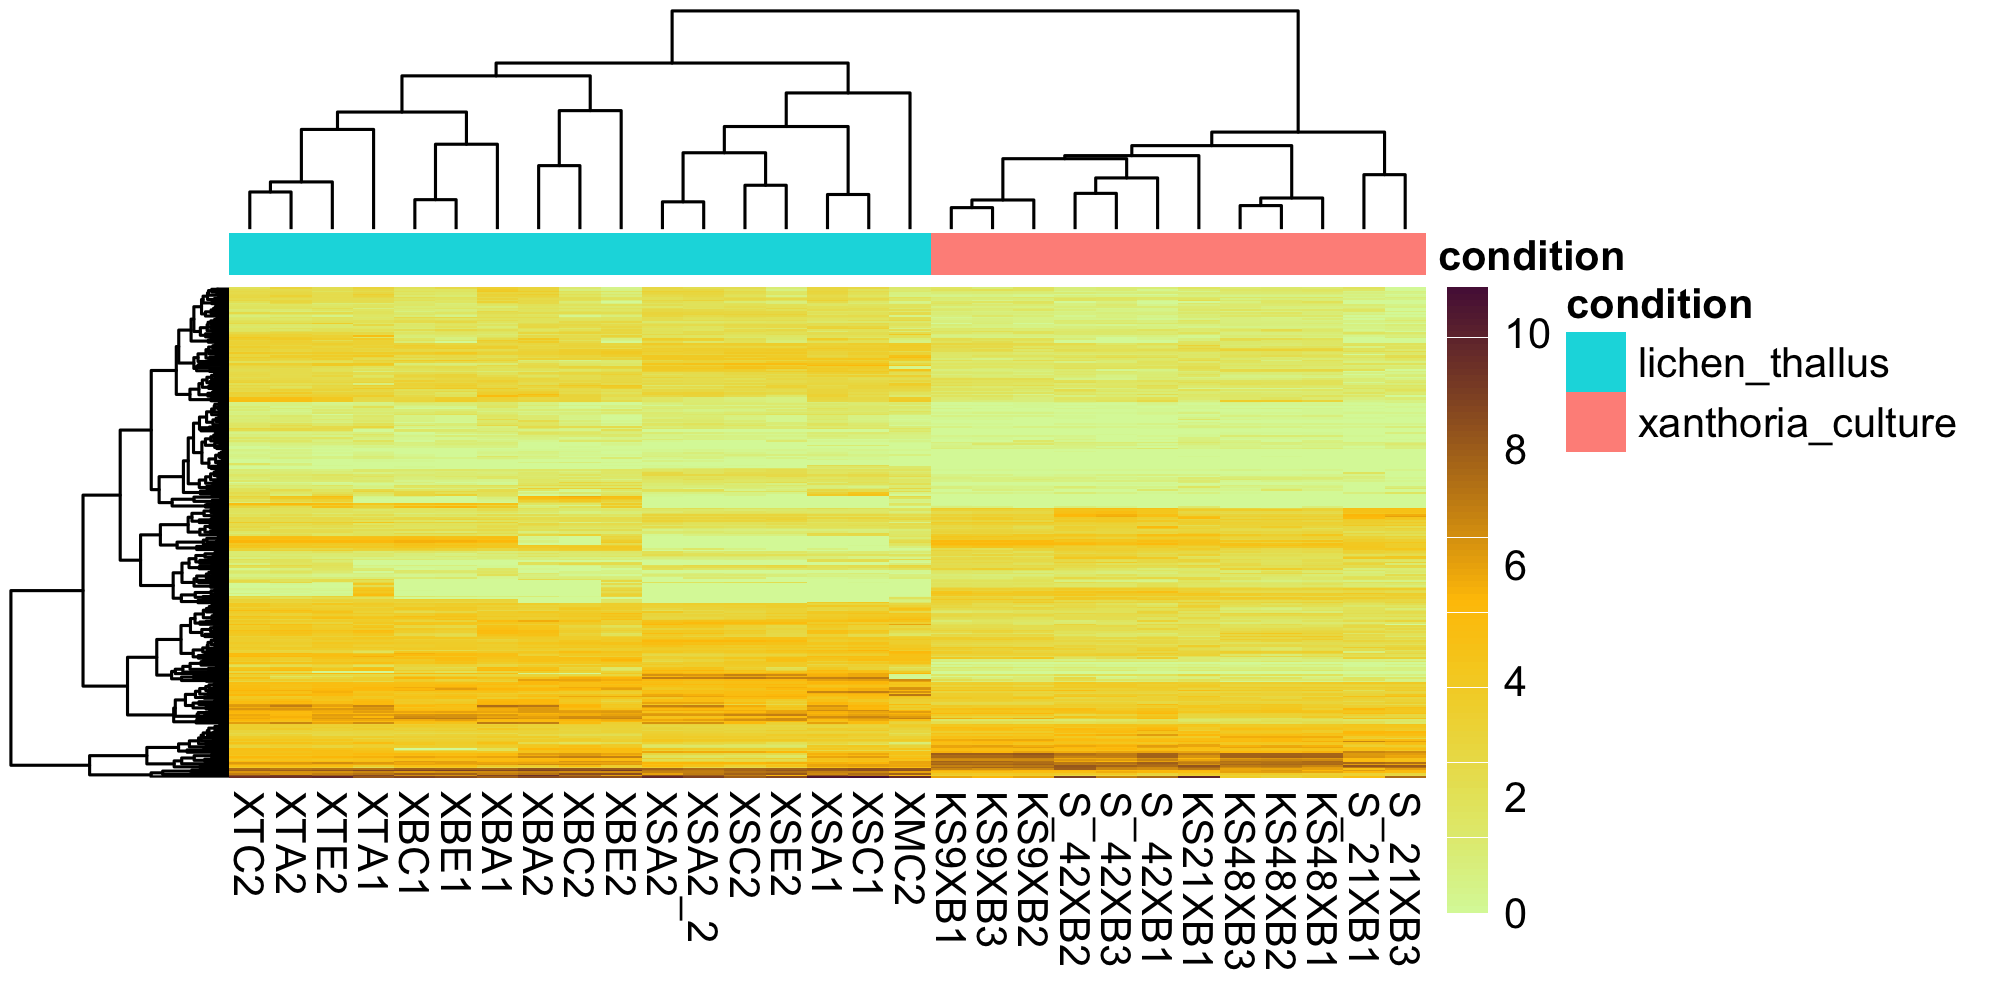 condition
condition
lichen_thallus
xanthoria_culture
10
8
6
4
2
0
XTC2
XTA2
XTE2
XTA1
XBC1
XBE1
XBA1
XBA2
XBC2
XBE2
XSA2
XSA2_2
XSC2
XSE2
XSA1
XSC1
XMC2
KS9XB1
KS9XB3
KS9XB2
S_42XB2
S_42XB3
S_42XB1
KS21XB1
KS48XB3
KS48XB2
KS48XB1
S_21XB1
S_21XB3